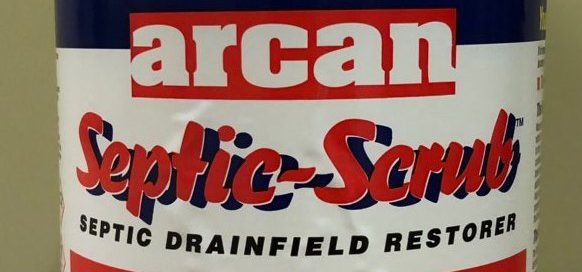 arcan
Septic-Scrub™
SEPTIC DRAINFIELD RESTORER